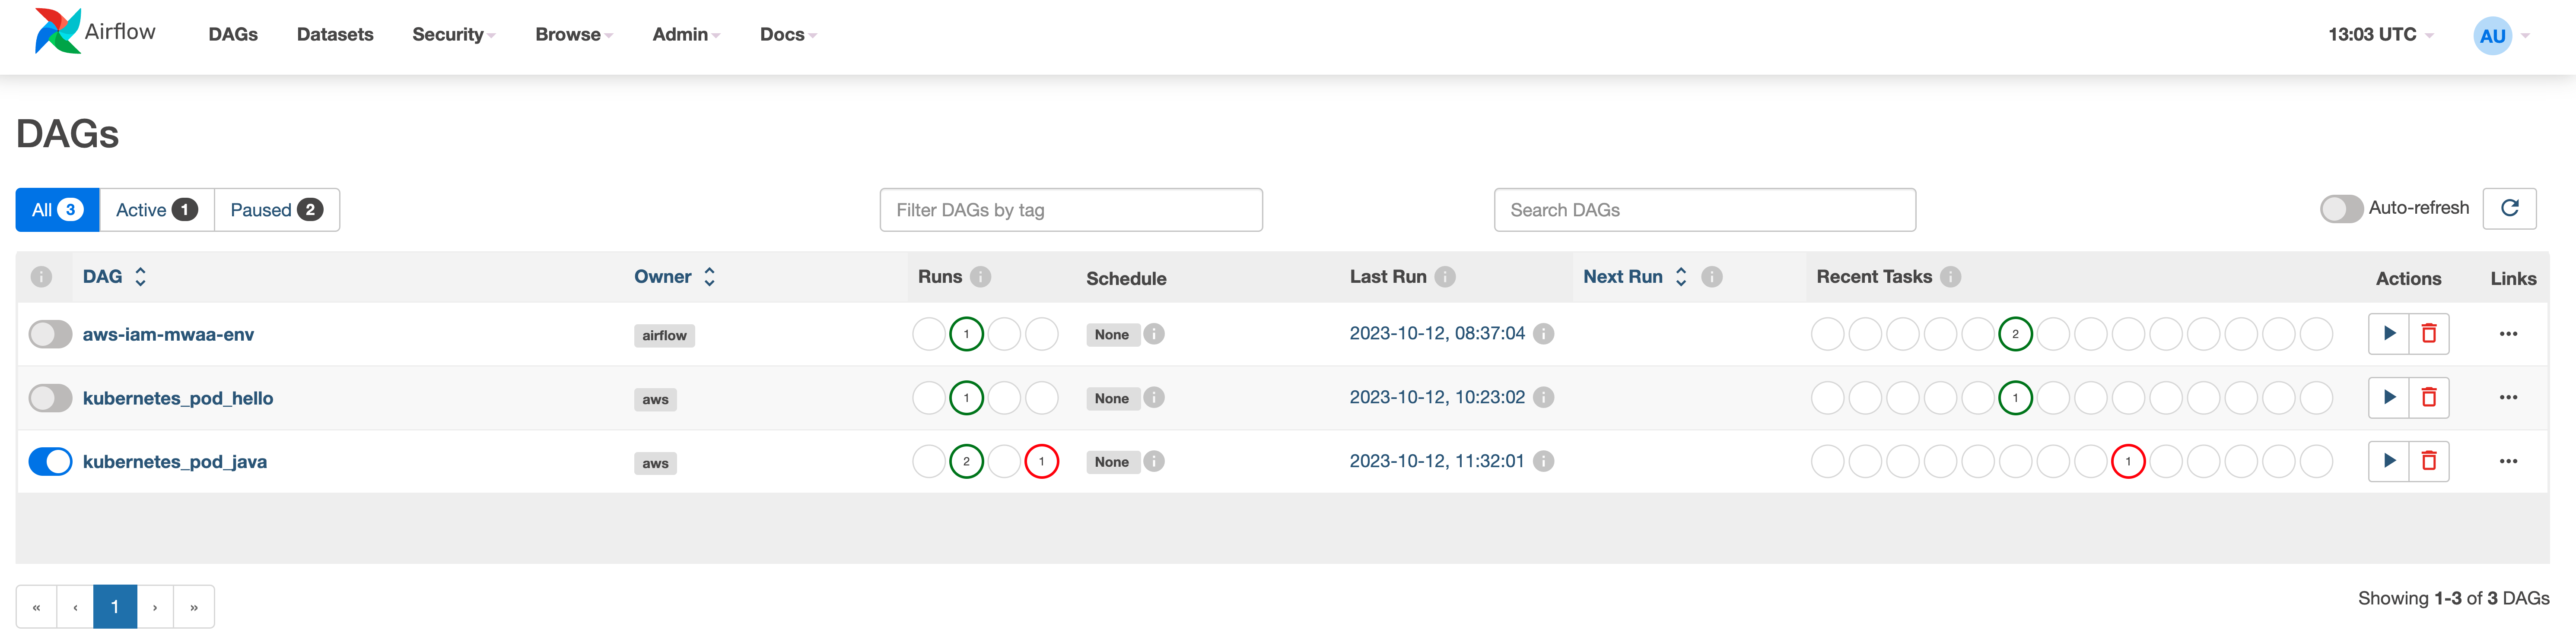 Airflow DAGs Datasets Security Browse Admin Docs 13:03 UTC AU
DAGs
All 3 Active 1 Paused 2 Filter DAGs by tag Search DAGs Auto-refresh
i DAG Owner Runs i Schedule Last Run i Next Run i Recent Tasks i Actions Links
aws-iam-mwaa-env airflow 1 None i 2023-10-12, 08:37:04 i 2 ...
kubernetes_pod_hello aws 1 None i 2023-10-12, 10:23:02 i 1 ...
kubernetes_pod_java aws 2 1 None i 2023-10-12, 11:32:01 i 1 ...
« ‹ 1 › » Showing 1-3 of 3 DAGs